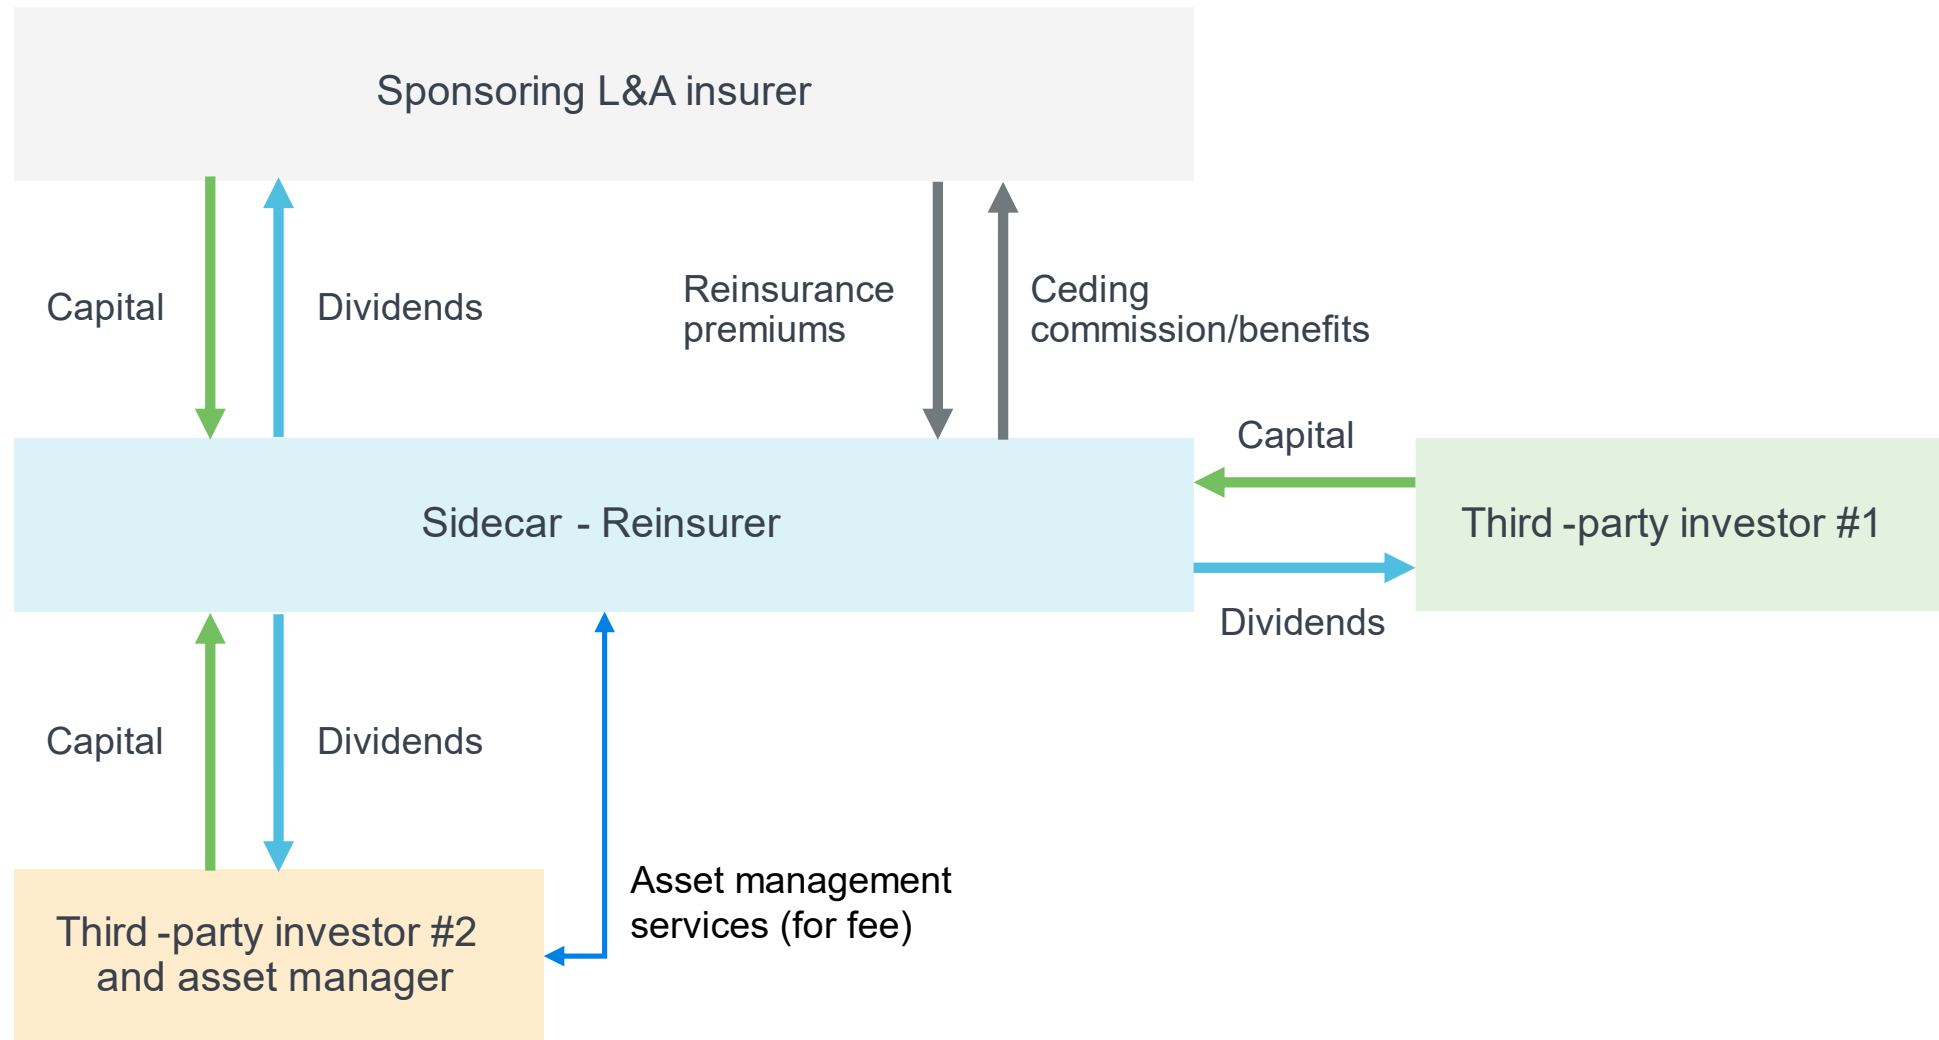 Sponsoring L&A insurer
Capital
Dividends
Reinsurance
premiums
Ceding
commission/benefits
Capital
Sidecar - Reinsurer
Third -party investor #1
Dividends
Capital
Dividends
Asset management
services (for fee)
Third -party investor #2
and asset manager